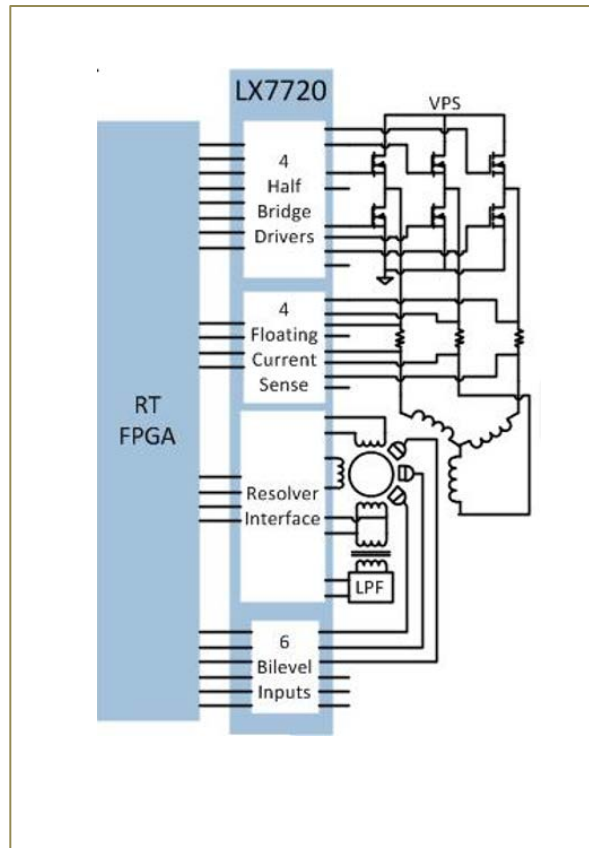 LX7720
VPS
4
Half
Bridge
Drivers
4
Floating
Current
Sense
RT
FPGA
Resolver
Interface
LPF
6
Bilevel
Inputs